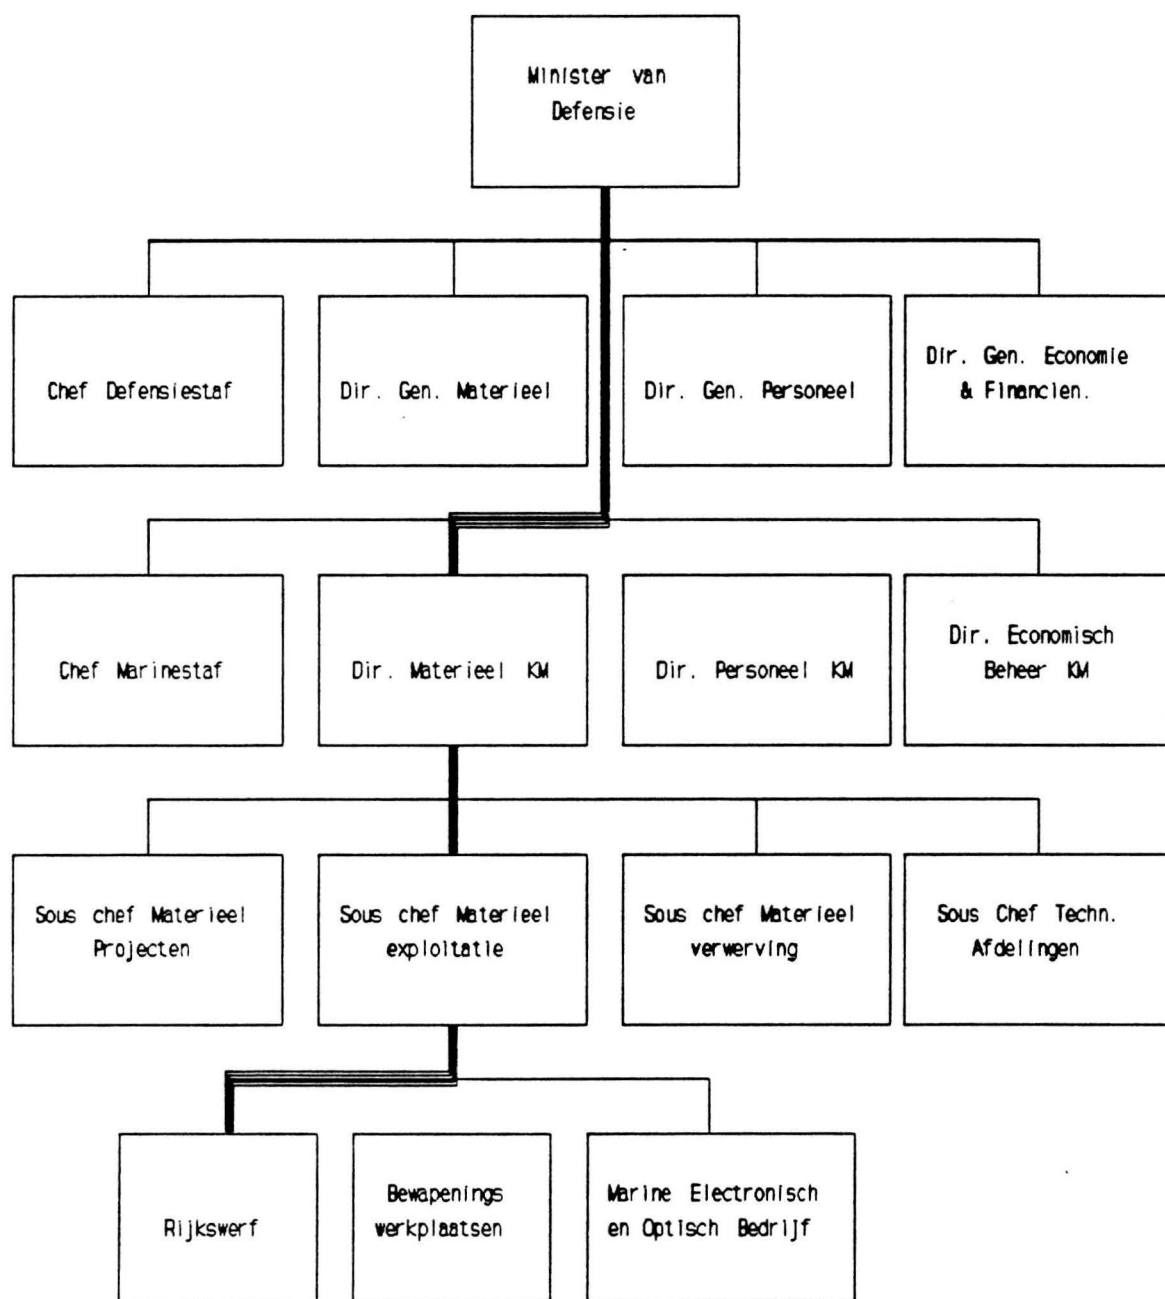 Minister van
Defensie
Chef Defensiestaf
Dir. Gen. Materieel
Dir. Gen. Personeel
Dir. Gen. Economie
& Financien.
Chef Marinestaf
Dir. Materieel KM
Dir. Personeel KM
Dir. Economisch
Beheer KM
Sous chef Materieel
Projecten
Sous chef Materieel
exploitatie
Sous chef Materieel
verwerving
Sous Chef Techn.
Afdelingen
Rijkswerf
Bewapenings
werkplaatsen
Marine Electronisch
en Optisch Bedrijf